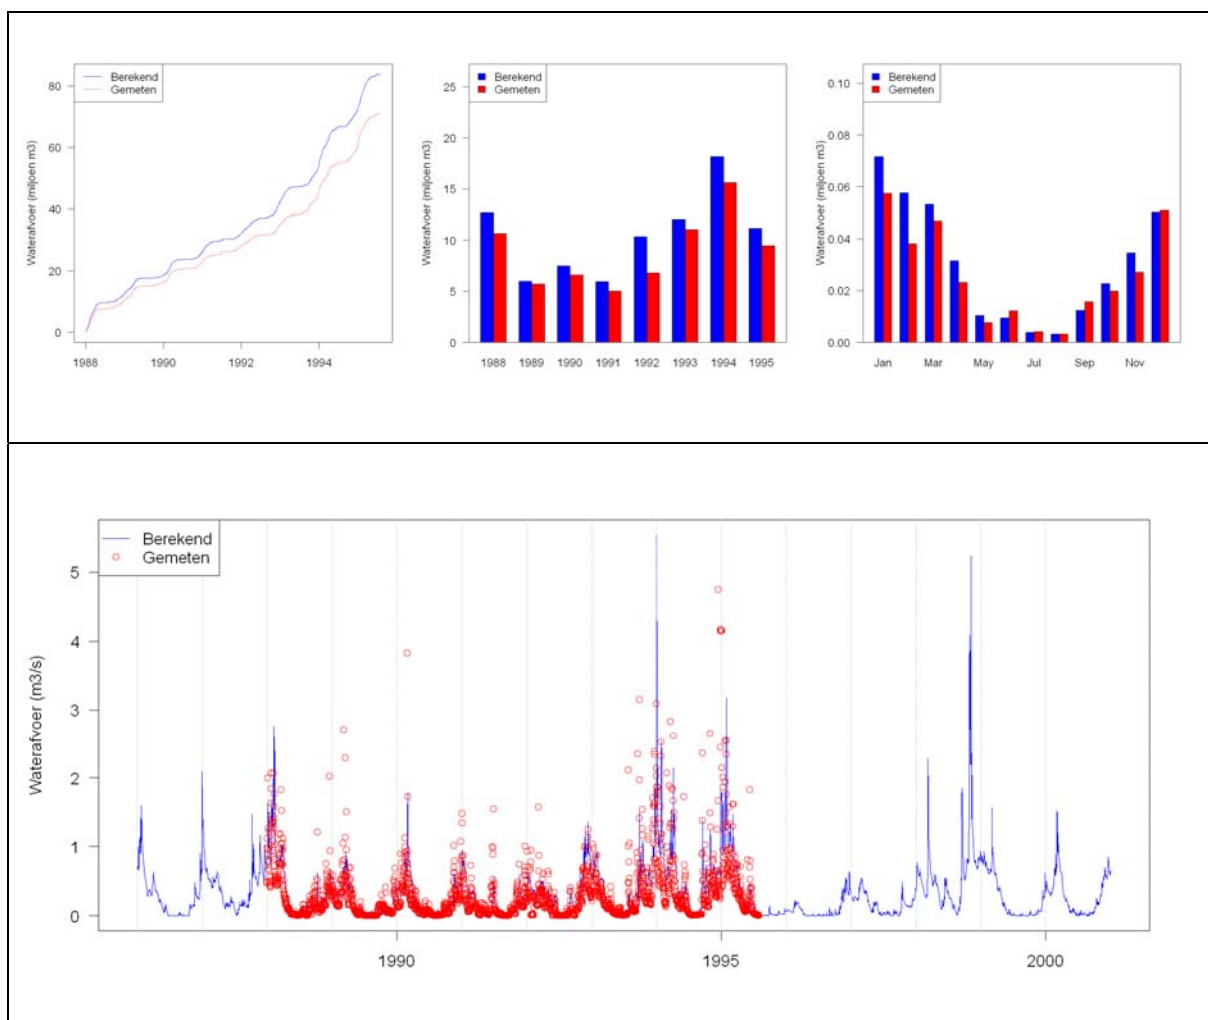 Berekend
Gemeten
Waterafvoer (miljoen m3)
80
60
40
20
0
1988 1990 1992 1994
Berekend
Gemeten
Waterafvoer (miljoen m3)
25
20
15
10
5
0
1988 1989 1990 1991 1992 1993 1994 1995
Berekend
Gemeten
Waterafvoer (miljoen m3)
0.10
0.08
0.06
0.04
0.02
0.00
Jan Mar May Jul Sep Nov
Berekend
Gemeten
Waterafvoer (m3/s)
5
4
3
2
1
0
1990 1995 2000